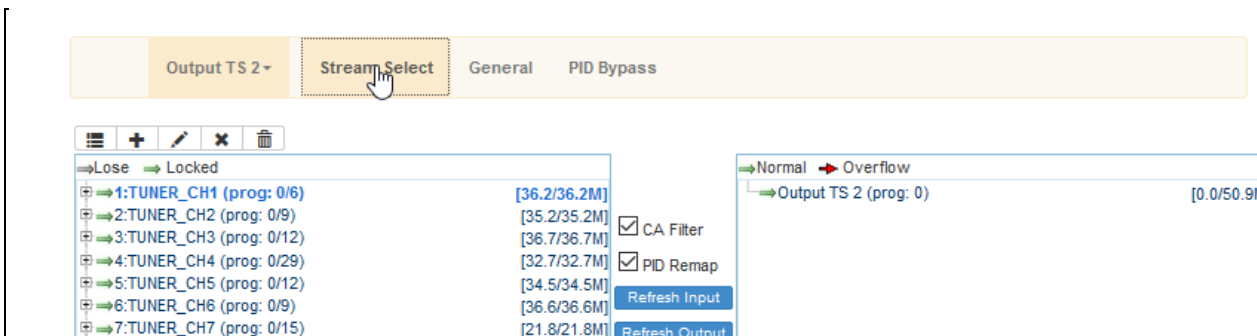 Output TS 2 Stream Select General PID Bypass
Lose Locked
1:TUNER_CH1 (prog: 0/6) [36.2/36.2M]
2:TUNER_CH2 (prog: 0/9) [35.2/35.2M]
3:TUNER_CH3 (prog: 0/12) [36.7/36.7M]
4:TUNER_CH4 (prog: 0/29) [32.7/32.7M]
5:TUNER_CH5 (prog: 0/12) [34.5/34.5M]
6:TUNER_CH6 (prog: 0/9) [36.6/36.6M]
7:TUNER_CH7 (prog: 0/15) [21.8/21.8M]
CA Filter
PID Remap
Refresh Input
Refresh Output
Normal Overflow
Output TS 2 (prog: 0) [0.0/50.9